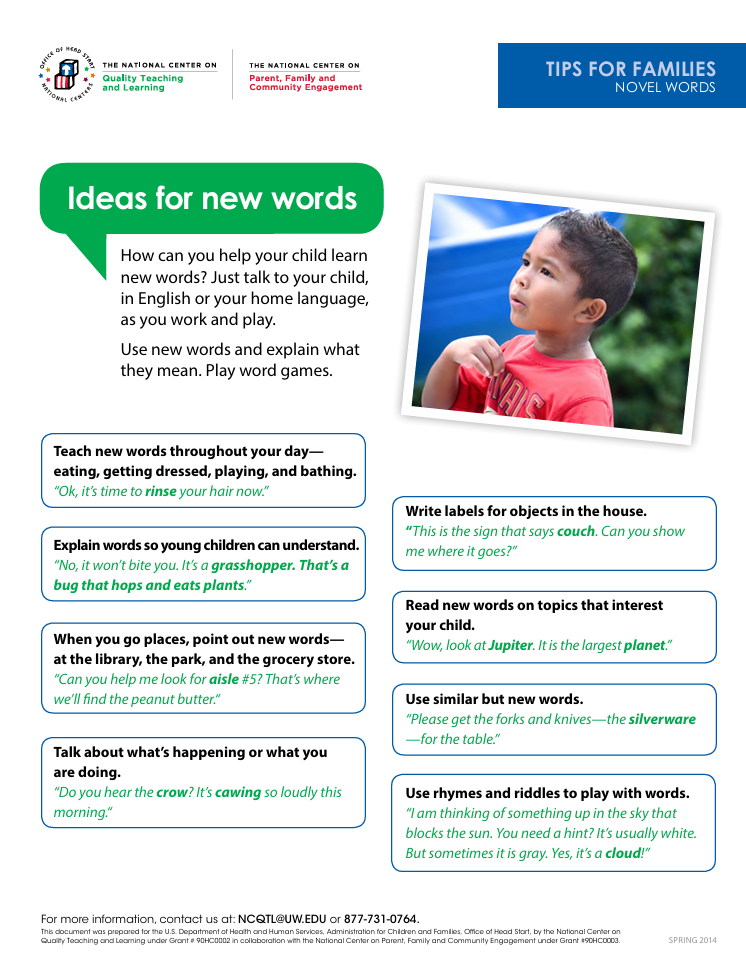 OFFICE OF HEAD START
NATIONAL CENTERS
THE NATIONAL CENTER ON
Quality Teaching
and Learning
THE NATIONAL CENTER ON
Parent, Family and
Community Engagement
TIPS FOR FAMILIES
NOVEL WORDS
Ideas for new words
How can you help your child learn
new words? Just talk to your child,
in English or your home language,
as you work and play.
Use new words and explain what
they mean. Play word games.
Teach new words throughout your day—
eating, getting dressed, playing, and bathing.
“Ok, it’s time to rinse your hair now.”
Explain words so young children can understand.
“No, it won’t bite you. It’s a grasshopper. That’s a
bug that hops and eats plants.”
When you go places, point out new words—
at the library, the park, and the grocery store.
“Can you help me look for aisle #5? That’s where
we’ll find the peanut butter.“
Talk about what’s happening or what you
are doing.
“Do you hear the crow? It’s cawing so loudly this
morning.“
Write labels for objects in the house.
“This is the sign that says couch. Can you show
me where it goes?”
Read new words on topics that interest
your child.
“Wow, look at Jupiter. It is the largest planet.”
Use similar but new words.
“Please get the forks and knives—the silverware
—for the table.”
Use rhymes and riddles to play with words.
“I am thinking of something up in the sky that
blocks the sun. You need a hint? It’s usually white.
But sometimes it is gray. Yes, it’s a cloud!”
For more information, contact us at: NCQTL@UW.EDU or 877-731-0764.
This document was prepared for the U.S. Department of Health and Human Services, Administration for Children and Families, Office of Head Start, by the National Center on
Quality Teaching and Learning under Grant # 90HC0002 in collaboration with the National Center on Parent, Family and Community Engagement under Grant #90HC0003.
SPRING 2014